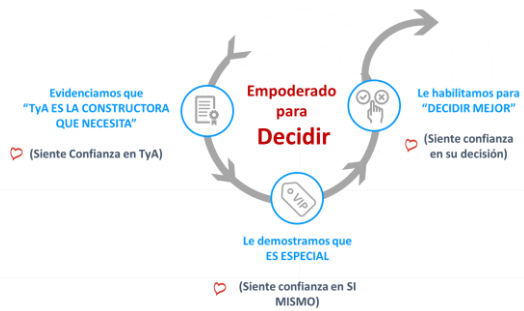 Evidenciamos que
“TyA ES LA CONSTRUCTORA
QUE NECESITA”
(Siente Confianza en TyA)
Empoderado
para
Decidir
Le habilitamos para
“DECIDIR MEJOR”
(Siente confianza
en su decisión)
VIP
Le demostramos que
ES ESPECIAL
(Siente confianza en SI
MISMO)